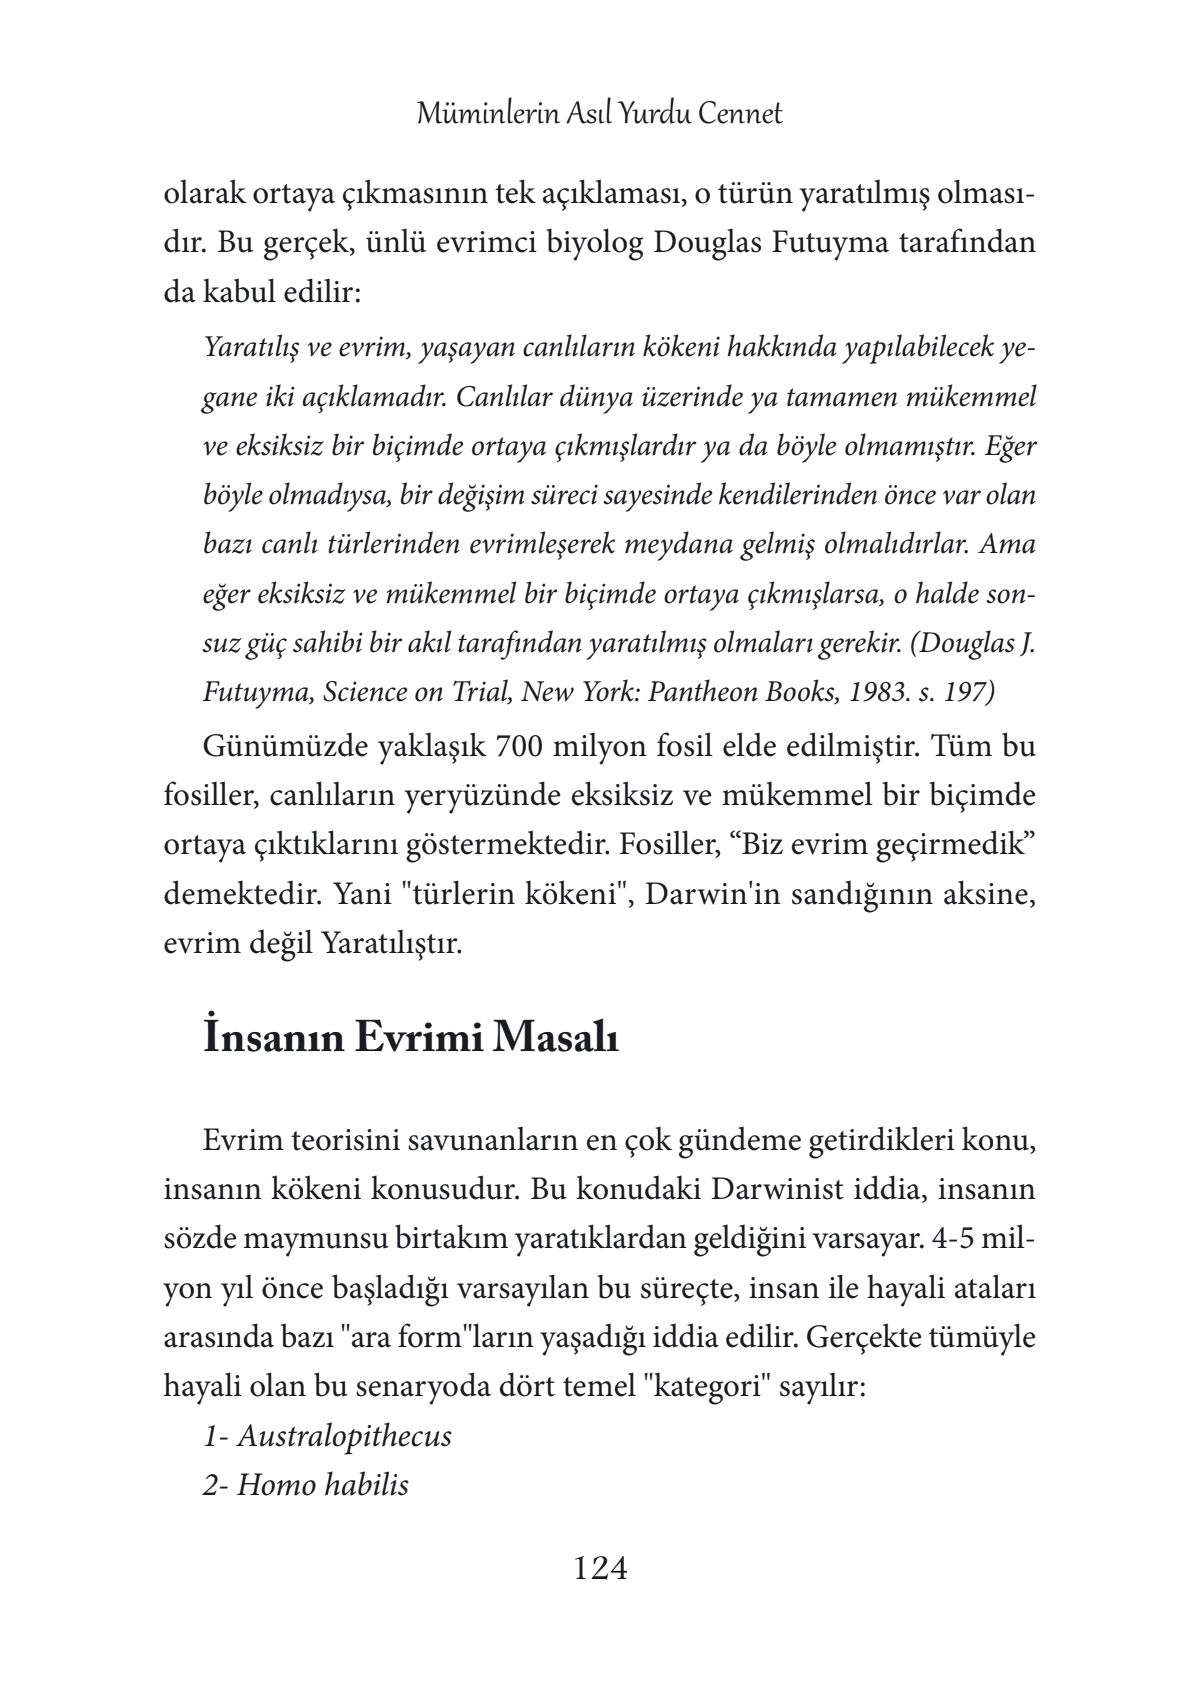 Müminlerin Asıl Yurdu Cennet
olarak ortaya çıkmasının tek açıklaması, o türün yaratılmış olması-
dır. Bu gerçek, ünlü evrimci biyolog Douglas Futuyma tarafından
da kabul edilir:
Yaratılış ve evrim, yaşayan canlıların kökeni hakkında yapılabilecek ye-
gane iki açıklamadır. Canlılar dünya üzerinde ya tamamen mükemmel
ve eksiksiz bir biçimde ortaya çıkmışlardır ya da böyle olmamıştır. Eğer
böyle olmadıysa, bir değişim süreci sayesinde kendilerinden önce var olan
bazı canlı türlerinden evrimleşerek meydana gelmiş olmalıdırlar. Ama
eğer eksiksiz ve mükemmel bir biçimde ortaya çıkmışlarsa, o halde son-
suz güç sahibi bir akıl tarafından yaratılmış olmaları gerekir. (Douglas J.
Futuyma, Science on Trial, New York: Pantheon Books, 1983. s. 197)
Günümüzde yaklaşık 700 milyon fosil elde edilmiştir. Tüm bu
fosiller, canlıların yeryüzünde eksiksiz ve mükemmel bir biçimde
ortaya çıktıklarını göstermektedir. Fosiller, “Biz evrim geçirmedik”
demektedir. Yani "türlerin kökeni", Darwin'in sandığının aksine,
evrim değil Yaratılıştır.
İnsanın Evrimi Masalı
Evrim teorisini savunanların en çok gündeme getirdikleri konu,
insanın kökeni konusudur. Bu konudaki Darwinist iddia, insanın
sözde maymunsu birtakım yaratıklardan geldiğini varsayar. 4-5 mil-
yon yıl önce başladığı varsayılan bu süreçte, insan ile hayali ataları
arasında bazı "ara form"ların yaşadığı iddia edilir. Gerçekte tümüyle
hayali olan bu senaryoda dört temel "kategori" sayılır:
1- Australopithecus
2- Homo habilis
124